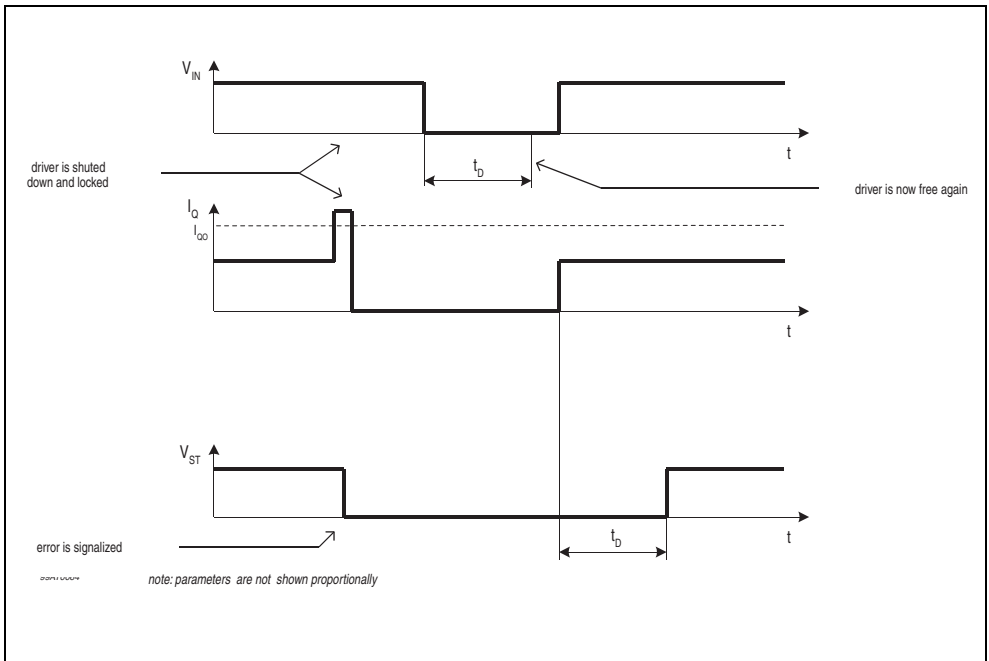 V_IN
t
driver is shuted
down and locked
t_D
driver is now free again
I_Q
I_QO
t
V_ST
t
t_D
error is signalized
note: parameters are not shown proportionally